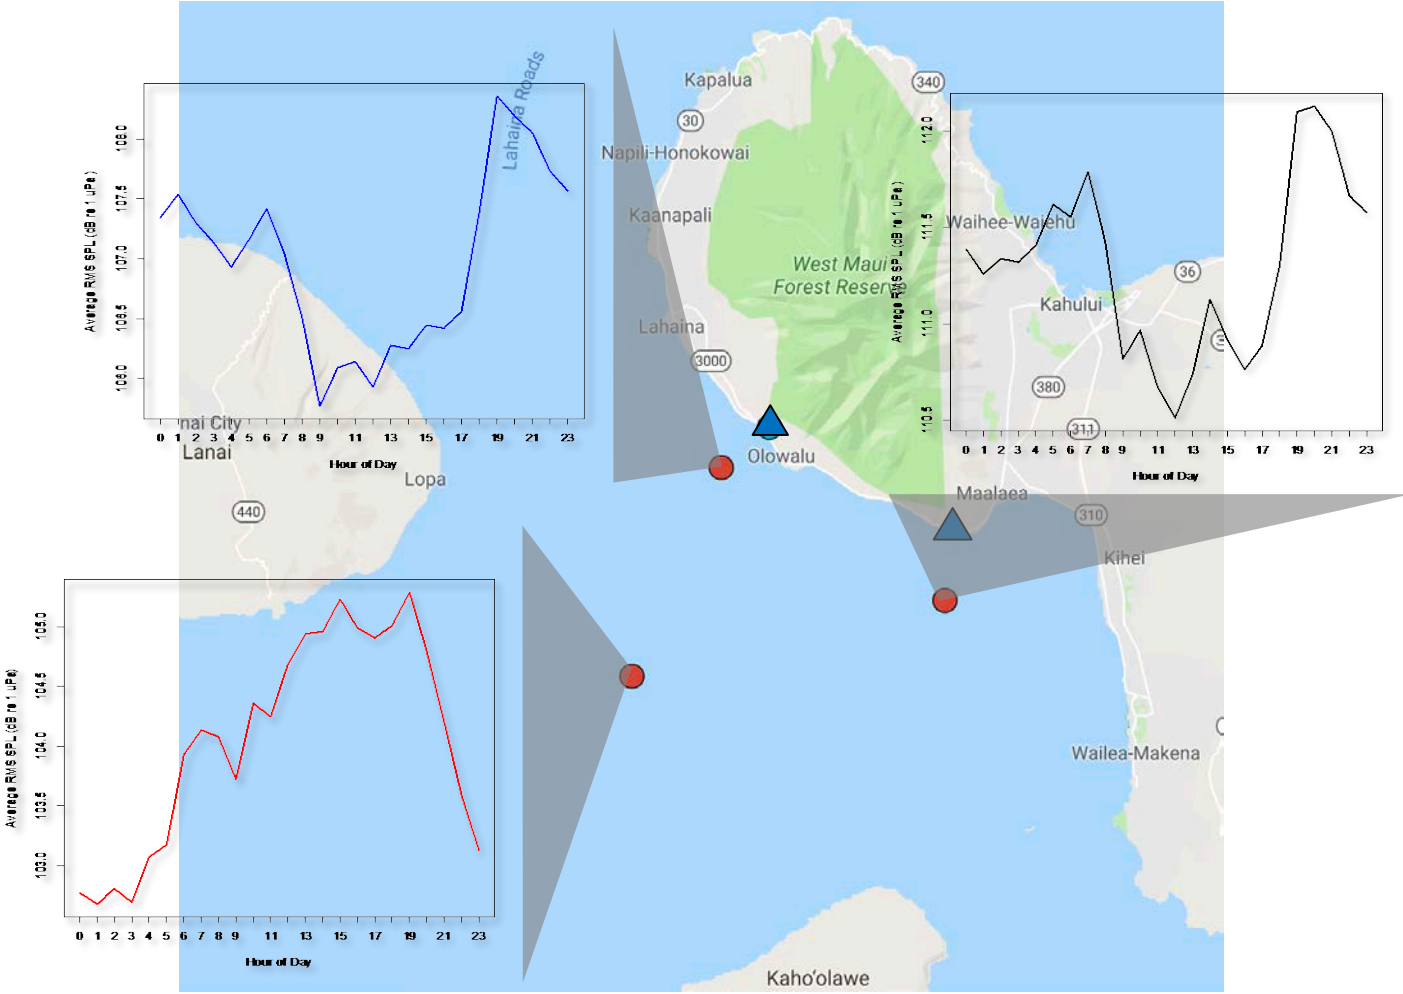 Lahaina Roads
Kapalua
340
30
Napili-Honokowai
Kaanapali
Waihee-Waiehu
West Maui
Forest Reserve
36
Kahului
Lahaina
3000
380
311
Olowalu
Maalaea
310
Kihei
nai City
Lanai
Lopa
440
Wailea-Makena
Kaho'olawe
Average RMS SPL (dB re 1 uPa)
108.0
107.5
107.0
106.5
106.0
0 1 2 3 4 5 6 7 8 9 11 13 15 17 19 21 23
Hour of Day
Average RMS SPL (dB re 1 uPa)
112.0
111.5
111.0
110.5
0 1 2 3 4 5 6 7 8 9 11 13 15 17 19 21 23
Hour of Day
Average RMS SPL (dB re 1 uPa)
105.0
104.5
104.0
103.5
103.0
0 1 2 3 4 5 6 7 8 9 11 13 15 17 19 21 23
Hour of Day